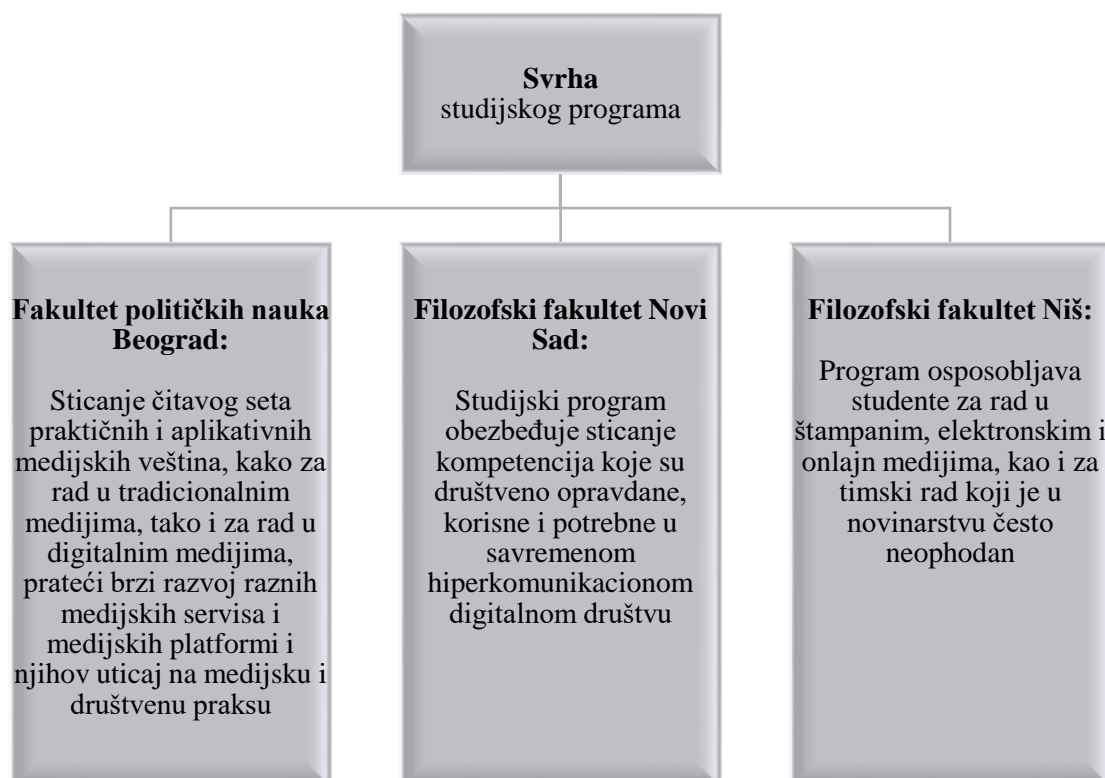 Svrha
studijskog programa
Fakultet političkih nauka
Beograd:
Sticanje čitavog seta
praktičnih i aplikativnih
medijskih veština, kako za
rad u tradicionalnim
medijima, tako i za rad u
digitalnim medijima,
prateći brzi razvoj raznih
medijskih servisa i
medijskih platformi i
njihov uticaj na medijsku i
društvenu praksu
Filozofski fakultet Novi
Sad:
Studijski program
obezbeđuje sticanje
kompetencija koje su
društveno opravdane,
korisne i potrebne u
savremenom
hiperkomunikacionom
digitalnom društvu
Filozofski fakultet Niš:
Program osposobljava
studente za rad u
štampanim, elektronskim i
onlajn medijima, kao i za
timski rad koji je u
novinarstvu često
neophodan